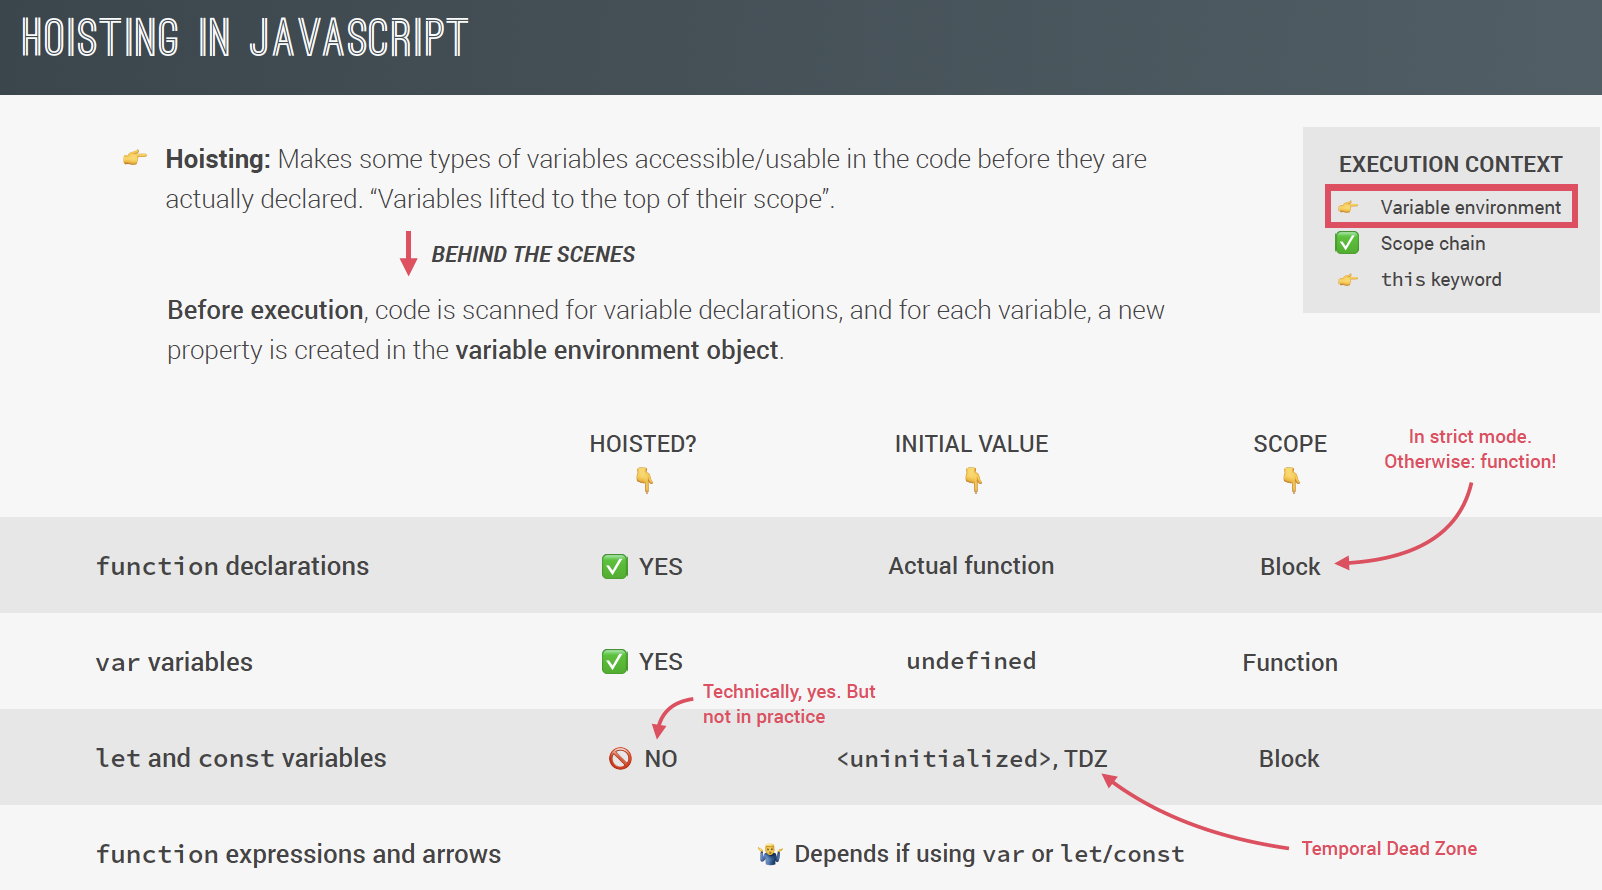 HOISTING IN JAVASCRIPT
👉 Hoisting: Makes some types of variables accessible/usable in the code before they are
actually declared. “Variables lifted to the top of their scope”.
BEHIND THE SCENES
Before execution, code is scanned for variable declarations, and for each variable, a new
property is created in the variable environment object.
EXECUTION CONTEXT
👉 Variable environment
✅ Scope chain
👉 this keyword
HOISTED? INITIAL VALUE SCOPE
👇 👇 👇
In strict mode.
Otherwise: function!
function declarations ✅ YES Actual function Block
var variables ✅ YES undefined Function
Technically, yes. But
not in practice
let and const variables 🚫 NO <uninitialized>, TDZ Block
Temporal Dead Zone
function expressions and arrows 🤷‍♂️ Depends if using var or let/const